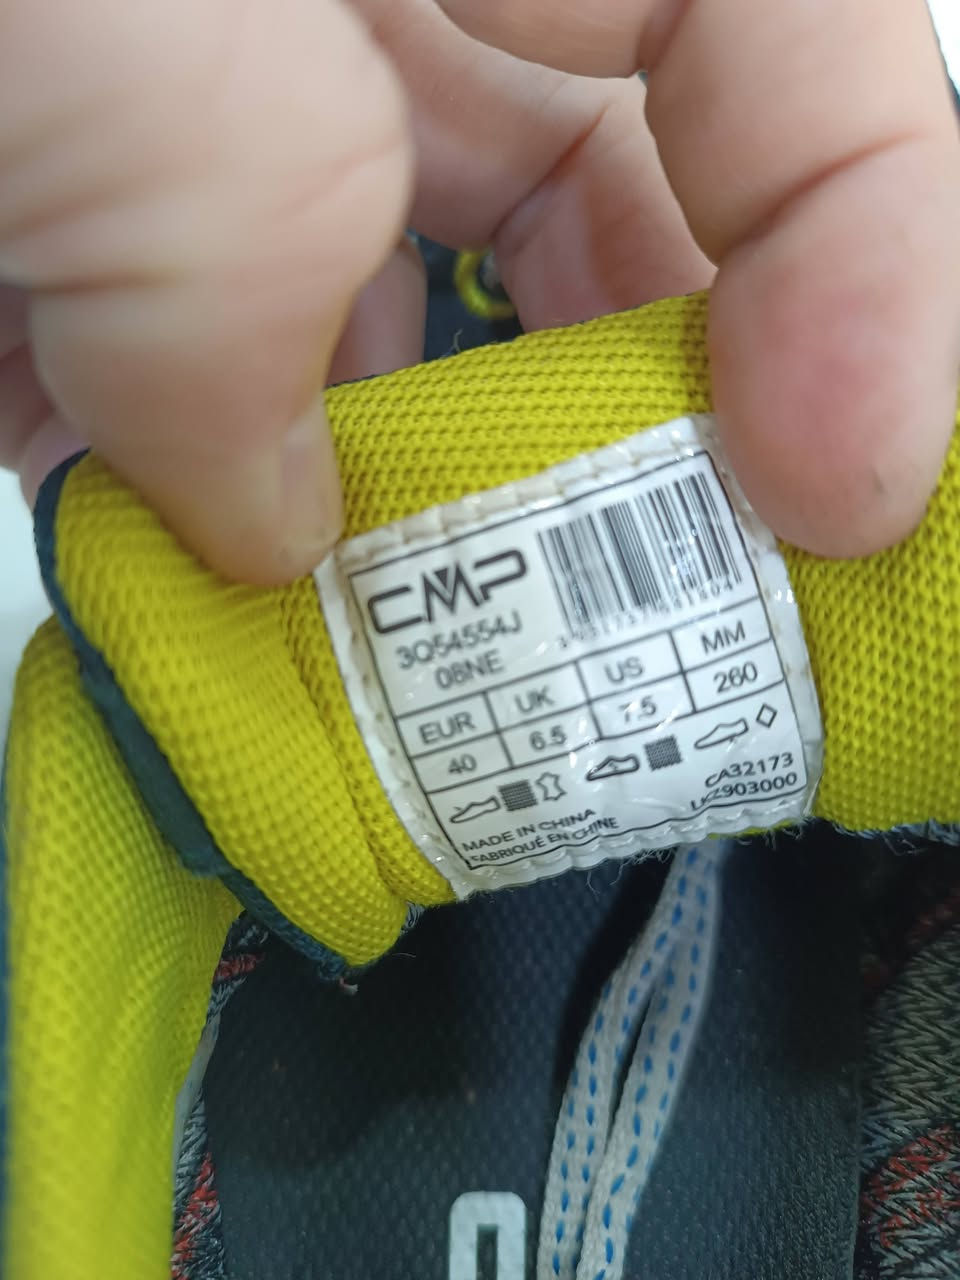 CMP
3Q54554J
08NE
EUR UK US MM
40 6.5 7.5 260
MADE IN CHINA
FABRIQUÉ EN CHINE
CA32173